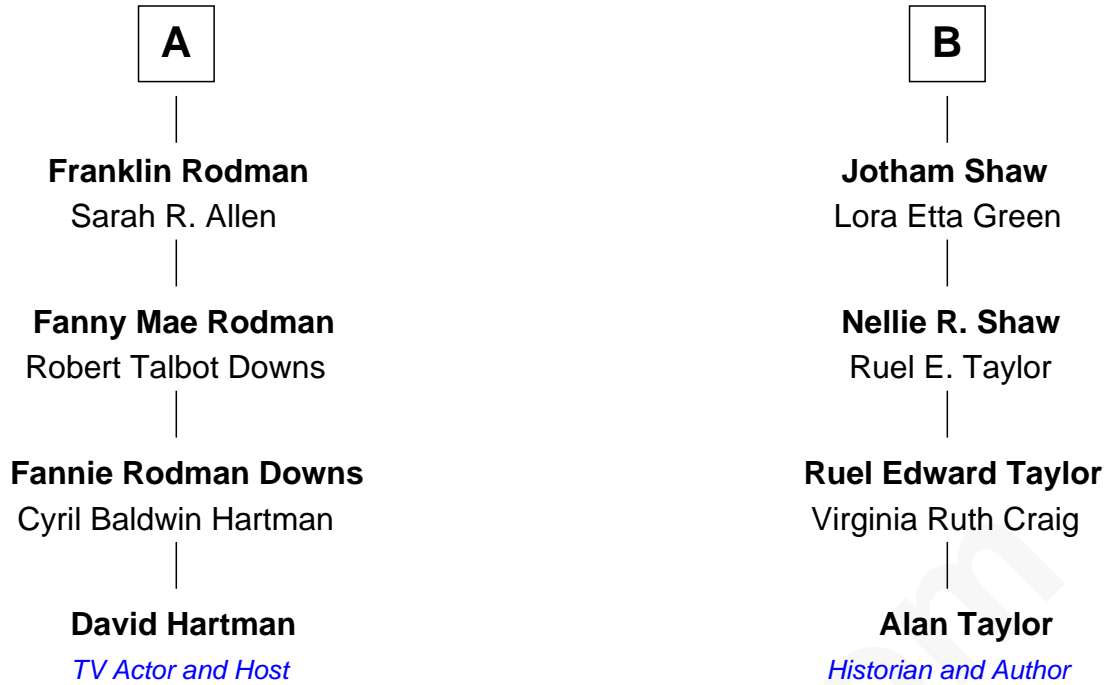 A
Franklin Rodman
Sarah R. Allen
Fanny Mae Rodman
Robert Talbot Downs
Fannie Rodman Downs
Cyril Baldwin Hartman
David Hartman
TV Actor and Host
B
Jotham Shaw
Lora Etta Green
Nellie R. Shaw
Ruel E. Taylor
Ruel Edward Taylor
Virginia Ruth Craig
Alan Taylor
Historian and Author